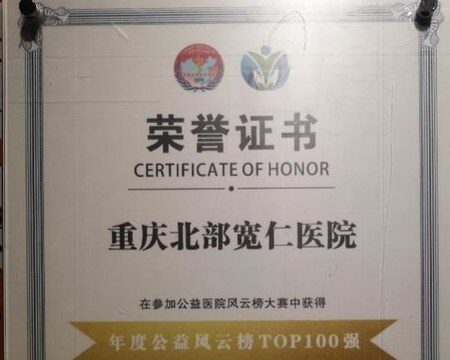 荣誉证书
CERTIFICATE OF HONOR
重庆北部宽仁医院
在参加公益医院风云榜大赛中获得
年度公益风云榜TOP100强